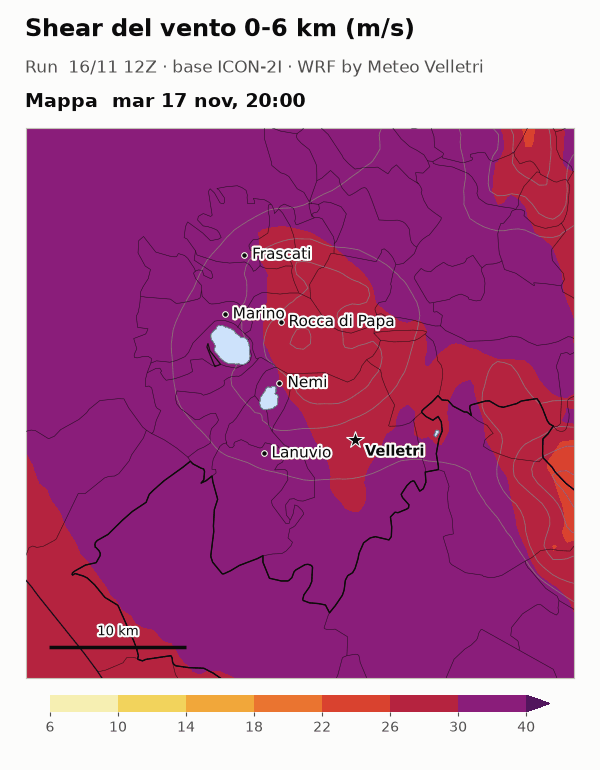 Shear del vento 0-6 km (m/s)
Run 16/11 12Z · base ICON-2I · WRF by Meteo Velletri
Mappa mar 17 nov, 20:00
Frascati
Marino
Rocca di Papa
Nemi
Lanuvio
Velletri
10 km
6 10 14 18 22 26 30 40